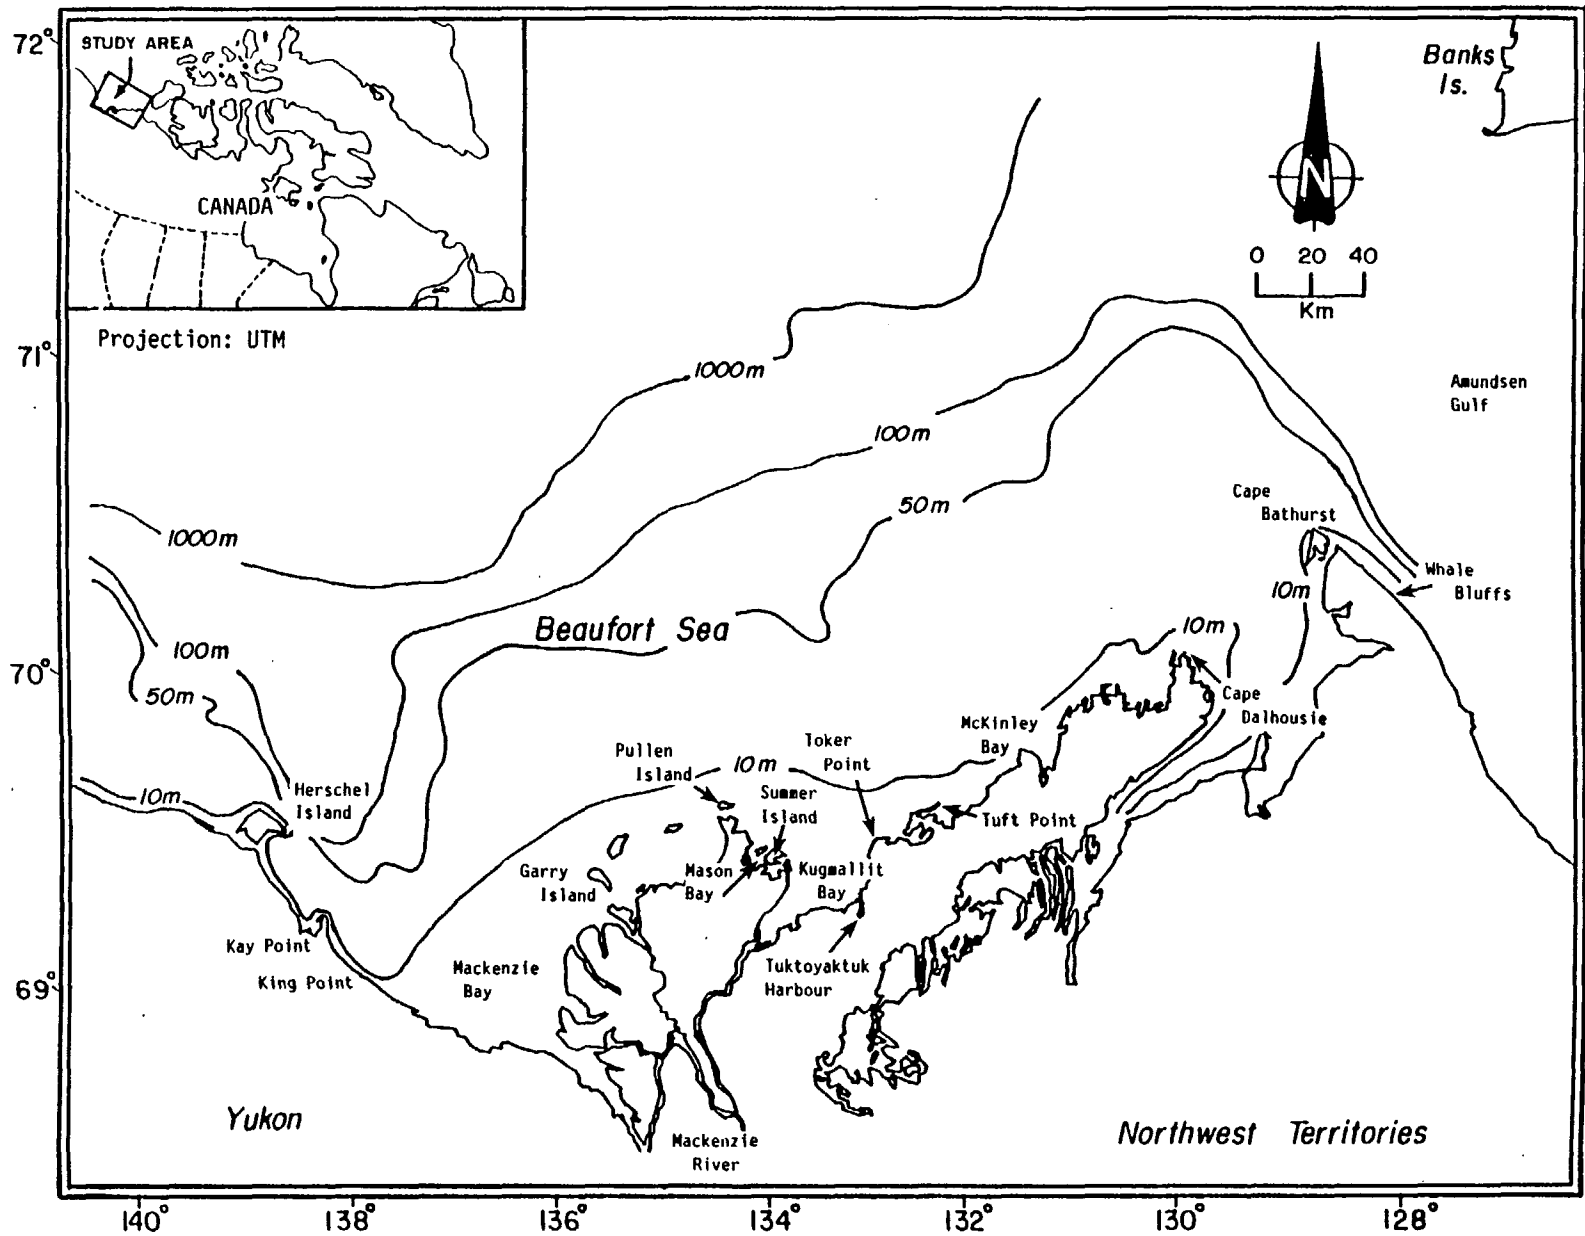 72°
STUDY AREA
CANADA
Projection: UTM
Banks
Is.
N
0 20 40
Km
71°
1000m
Amundsen
Gulf
100m
50m
Cape
Bathurst
1000m
Whale
Bluffs
10m
Beaufort Sea
10m
100m
70°
50m
Cape
Dalhousie
McKinley
Bay
Toker
Point
Pullen
Island
10m
Summer
Island
10m
Herschel
Island
Tuft Point
Garry
Island
Mason
Bay
Kugmallit
Bay
Kay Point
King Point
Mackenzie
Bay
Tuktoyaktuk
Harbour
69°
Yukon
Mackenzie
River
Northwest Territories
140° 138° 136° 134° 132° 130° 128°